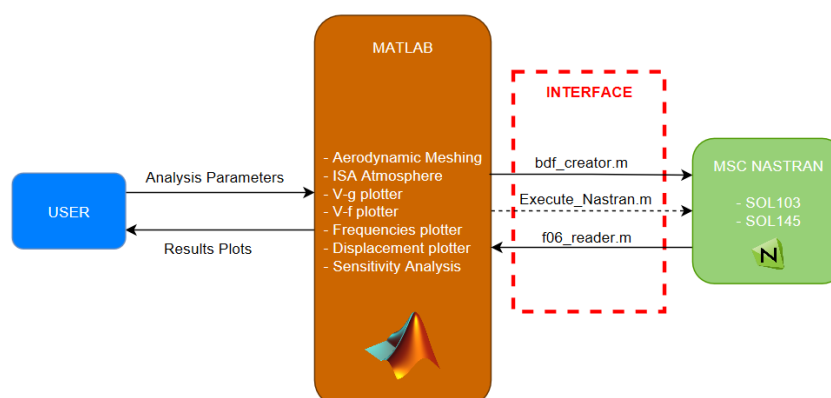 MATLAB
INTERFACE
- Aerodynamic Meshing
- ISA Atmosphere
- V-g plotter
- V-f plotter
- Frequencies plotter
- Displacement plotter
- Sensitivity Analysis
Analysis Parameters
USER
Results Plots
bdf_creator.m
Execute_Nastran.m
f06_reader.m
MSC NASTRAN
- SOL103
- SOL145
N